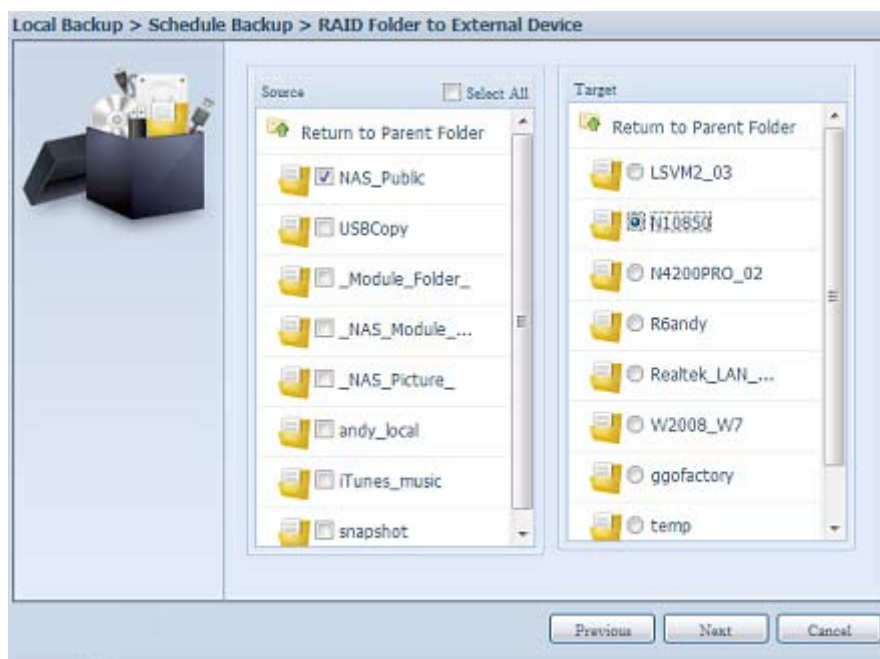 Local Backup > Schedule Backup > RAID Folder to External Device
Source
Select All
Return to Parent Folder
NAS_Public
USBCopy
_Module_Folder_
_NAS_Module_...
_NAS_Picture_
andy_local
iTunes_music
snapshot
Target
Return to Parent Folder
LSVM2_03
N10850
N4200PRO_02
R6andy
Realtek_LAN_...
W2008_W7
ggofactory
temp
Previous
Next
Cancel